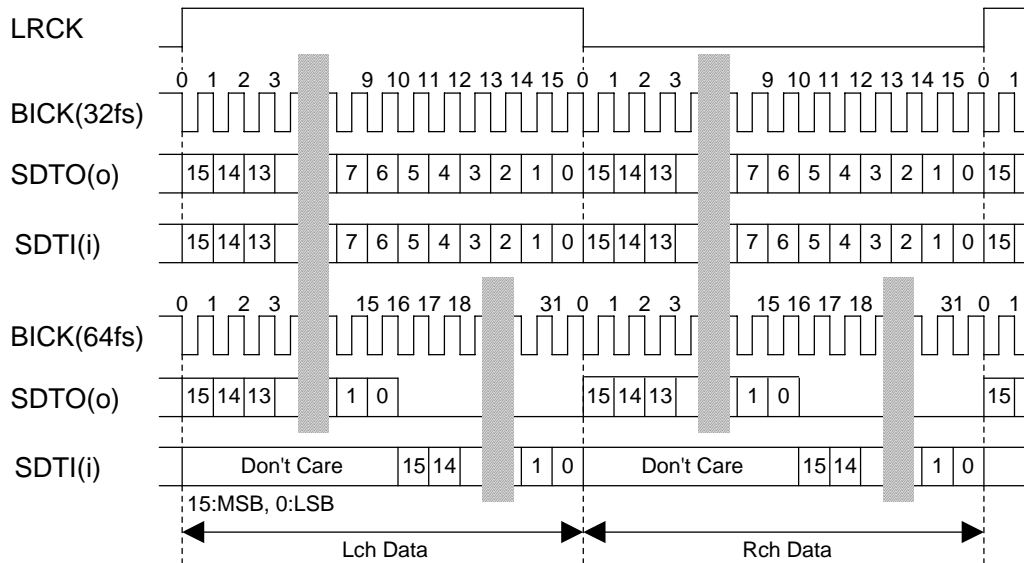 LRCK
0 1 2 3 9 10 11 12 13 14 15 0 1 2 3 9 10 11 12 13 14 15 0 1
BICK(32fs)
SDTO(o) 15 14 13 7 6 5 4 3 2 1 0 15 14 13 7 6 5 4 3 2 1 0 15
SDTI(i) 15 14 13 7 6 5 4 3 2 1 0 15 14 13 7 6 5 4 3 2 1 0 15
0 1 2 3 15 16 17 18 31 0 1 2 3 15 16 17 18 31 0 1
BICK(64fs)
SDTO(o) 15 14 13 1 0 15 14 13 1 0 15
SDTI(i) Don't Care 15 14 1 0 Don't Care 15 14 1 0
15:MSB, 0:LSB
Lch Data Rch Data